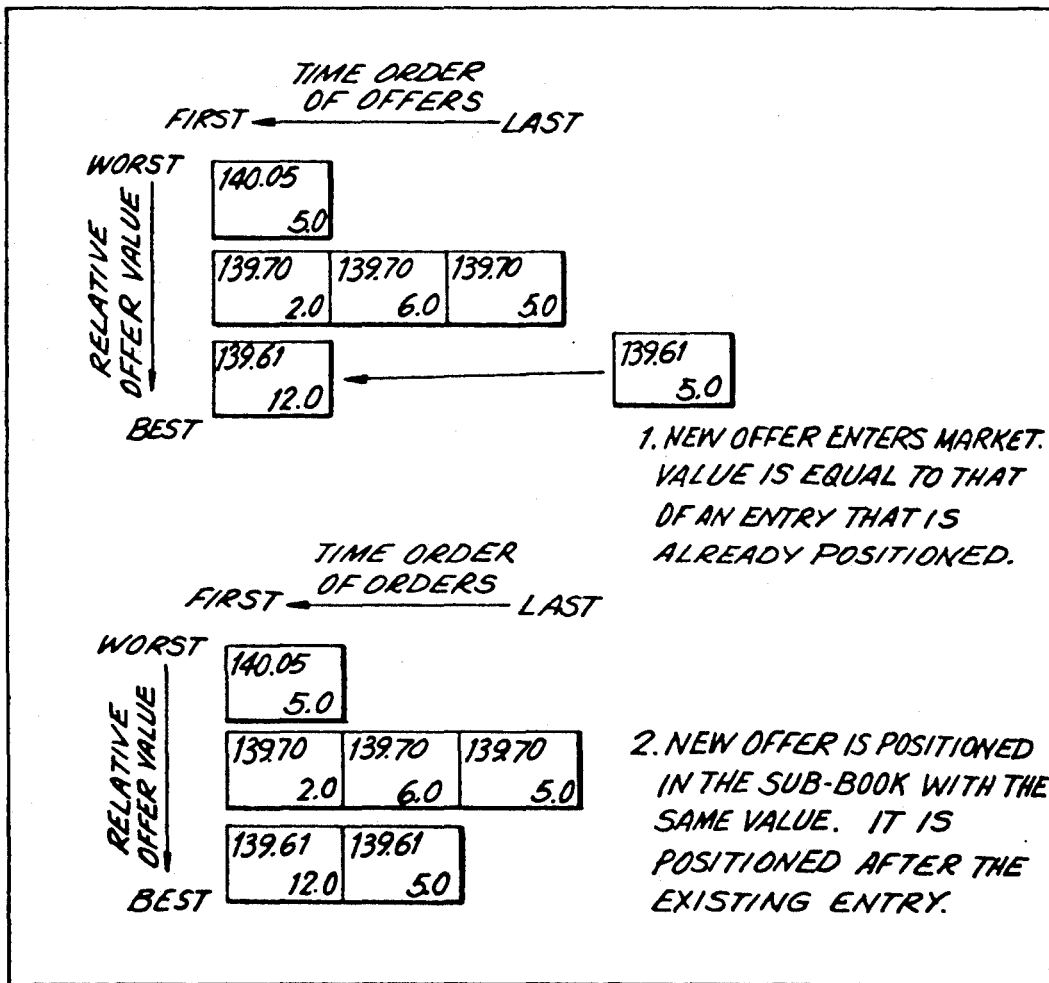 TIME ORDER
OF OFFERS
FIRST LAST
WORST
RELATIVE
OFFER VALUE
140.05
5.0
139.70 139.70 139.70
2.0 6.0 5.0
139.61
12.0
139.61
5.0
BEST
1. NEW OFFER ENTERS MARKET.
VALUE IS EQUAL TO THAT
OF AN ENTRY THAT IS
ALREADY POSITIONED.
TIME ORDER
OF ORDERS
FIRST LAST
WORST
RELATIVE
OFFER VALUE
140.05
5.0
139.70 139.70 139.70
2.0 6.0 5.0
139.61 139.61
12.0 5.0
BEST
2. NEW OFFER IS POSITIONED
IN THE SUB-BOOK WITH THE
SAME VALUE. IT IS
POSITIONED AFTER THE
EXISTING ENTRY.